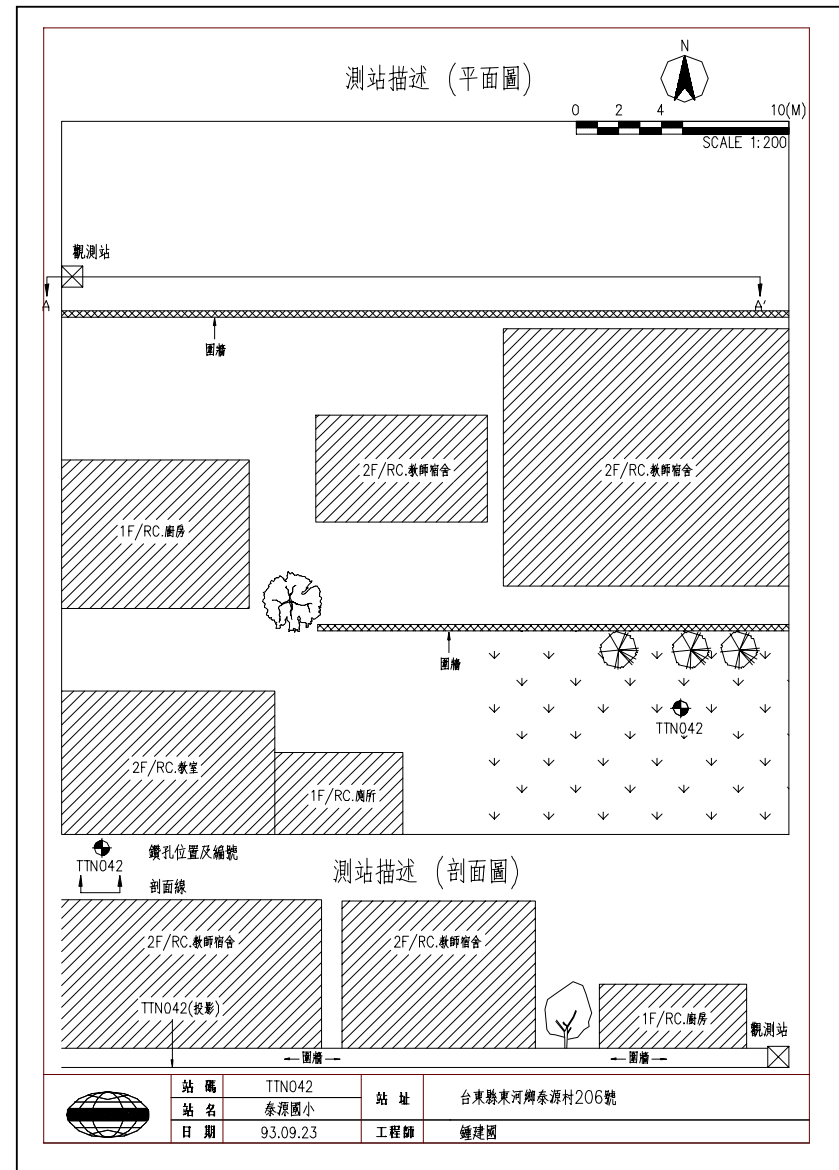 測站描述 (平面圖)
N
0 2 4 10(M)
SCALE 1:200
觀測站
A A'
圍牆
2F/RC.教師宿舍
2F/RC.教師宿舍
1F/RC.廚房
圍牆
TTN042
2F/RC.教室
1F/RC.廁所
TTN042
鑽孔位置及編號
剖面線
測站描述 (剖面圖)
2F/RC.教師宿舍
2F/RC.教師宿舍
TTN042(投影)
1F/RC.廚房
觀測站
圍牆
圍牆
站碼 TTN042
站名 泰源國小
站址 台東縣東河鄉泰源村206號
日期 93.09.23
工程師 鍾建國